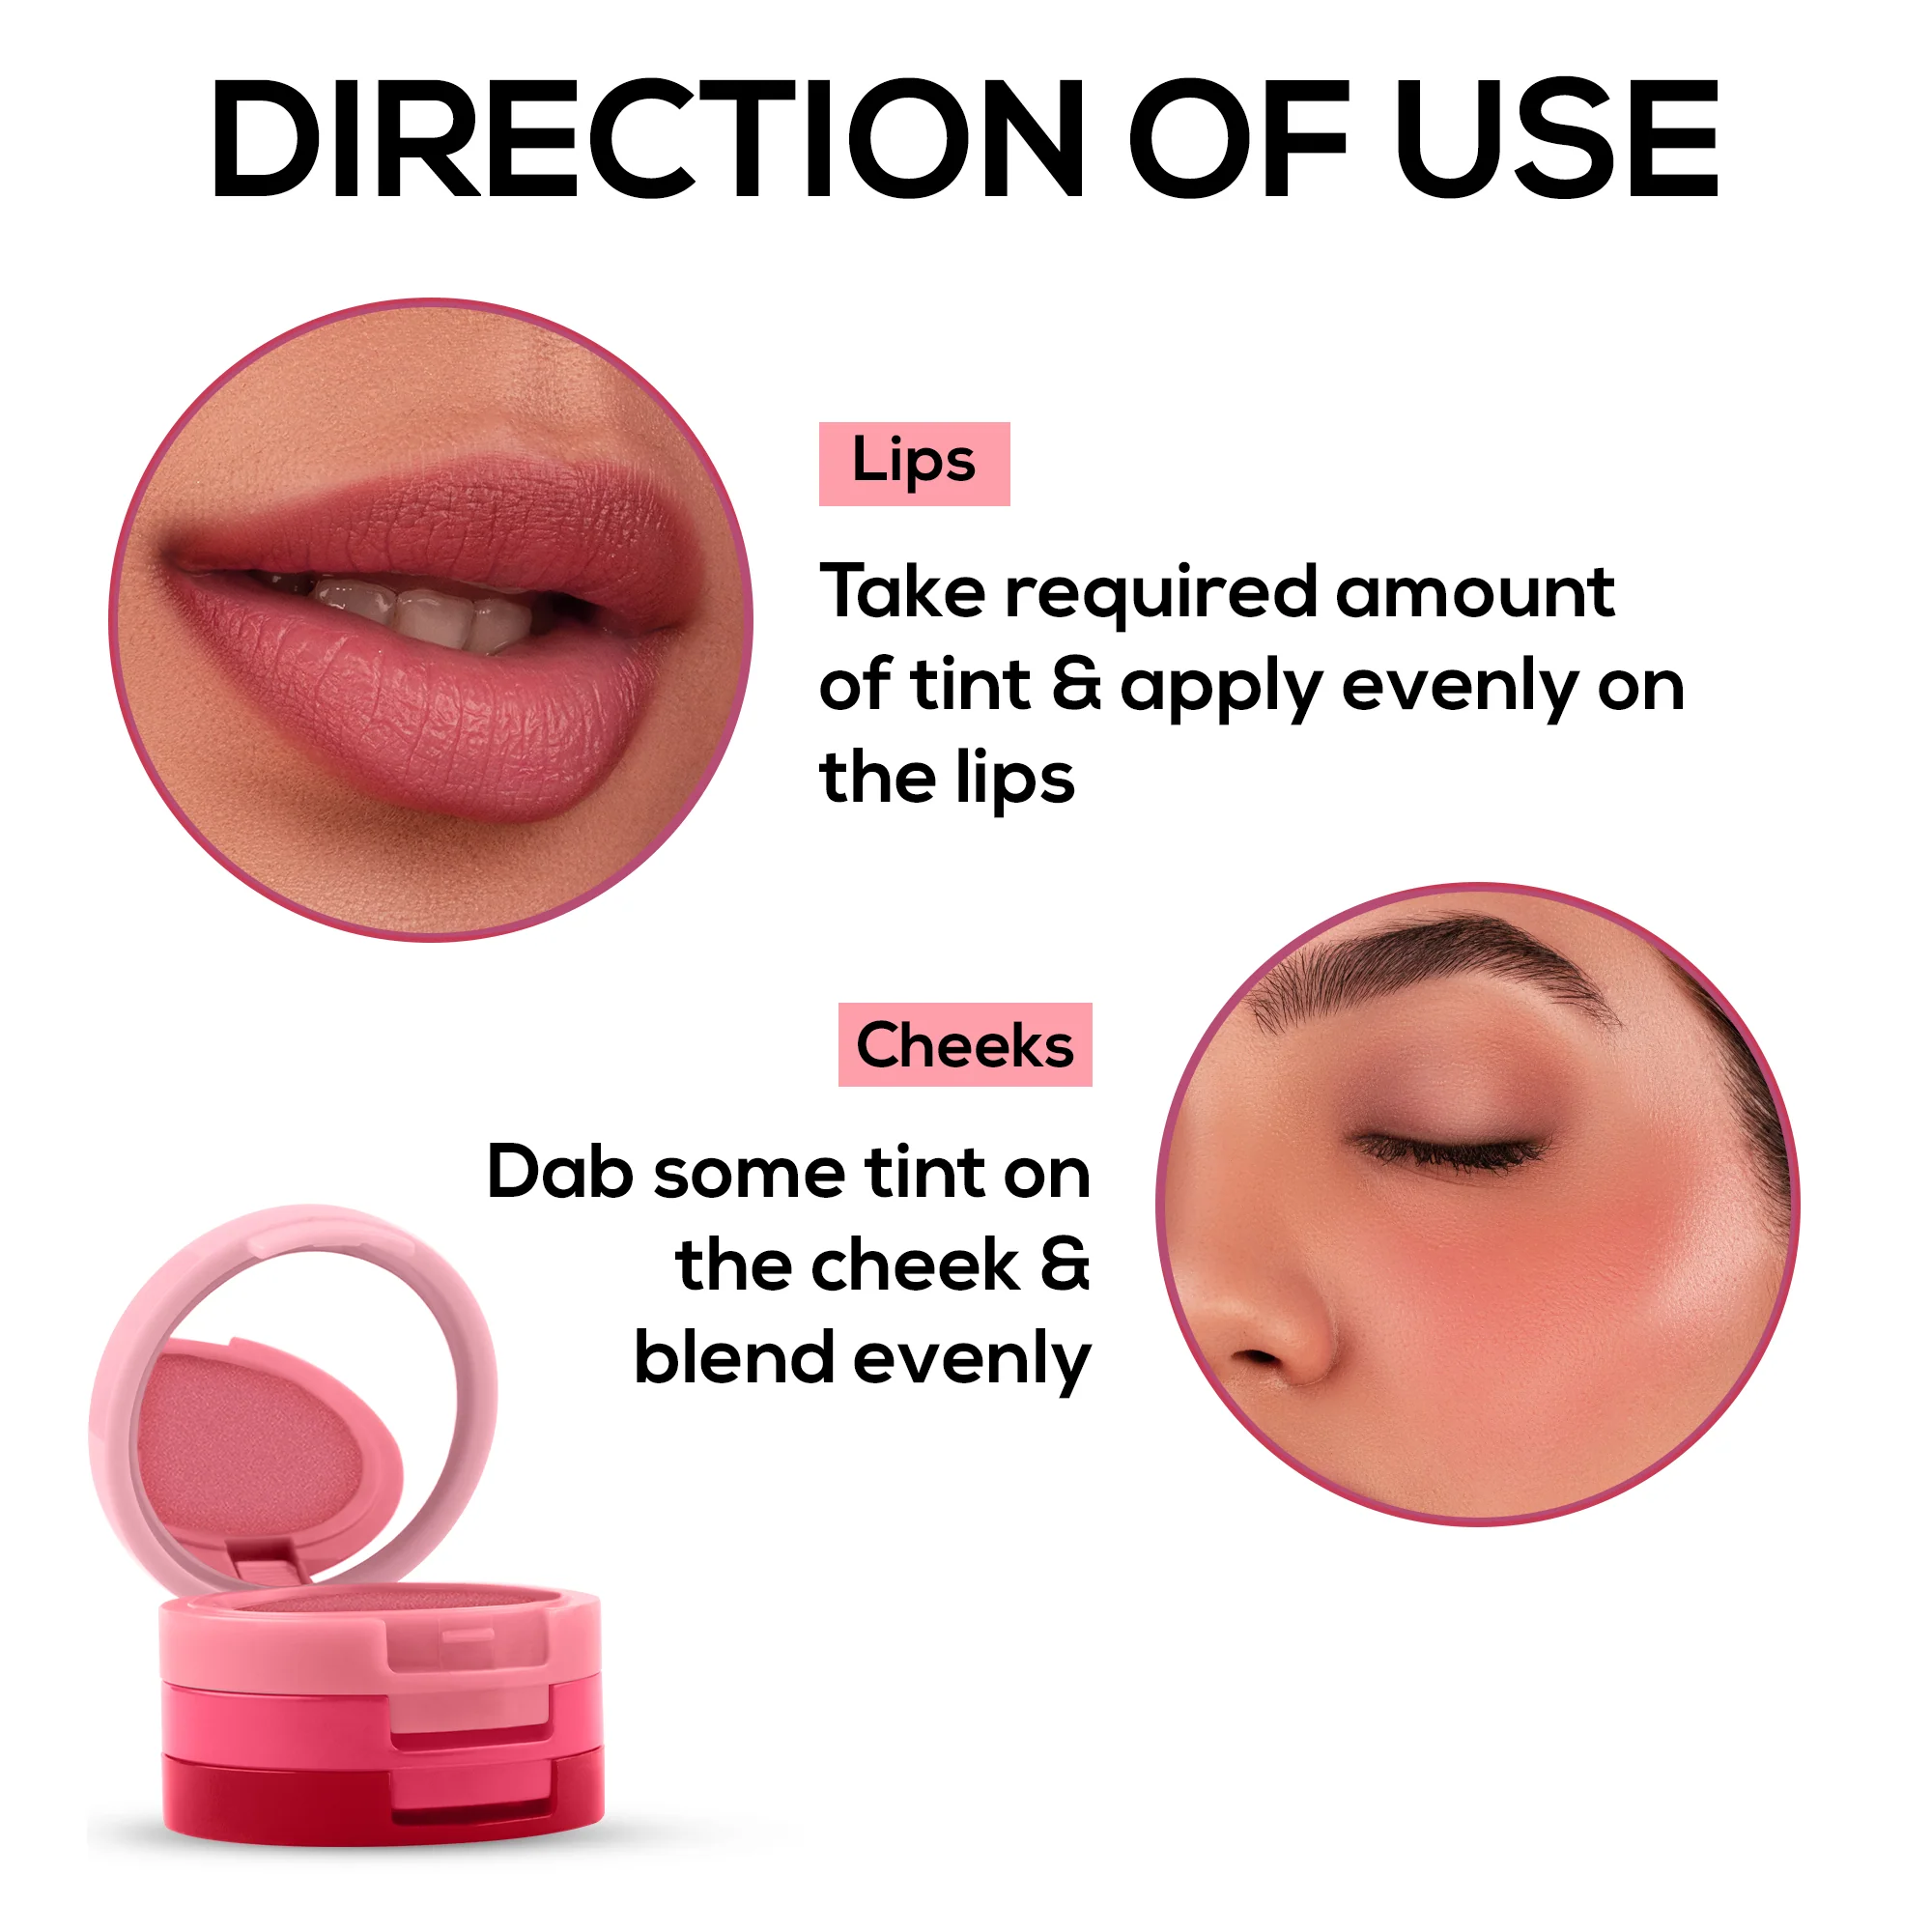 DIRECTION OF USE
Lips
Take required amount
of tint & apply evenly on
the lips
Cheeks
Dab some tint on
the cheek &
blend evenly